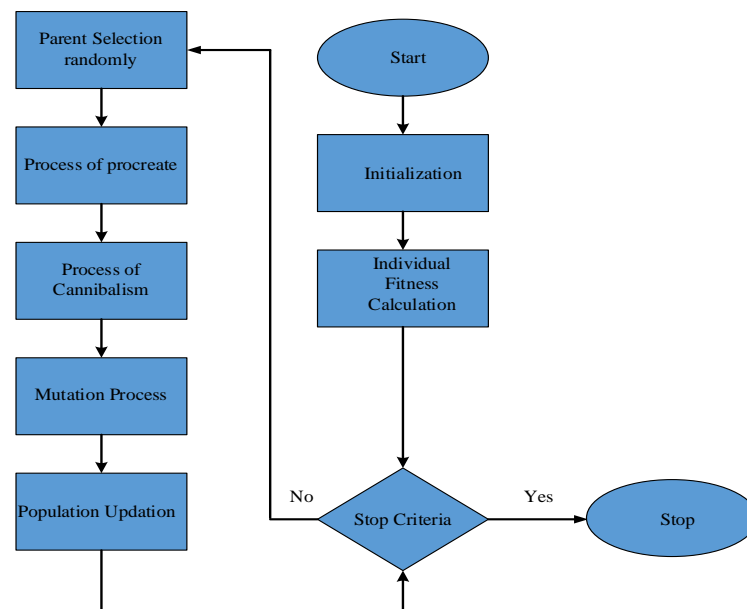 Parent Selection
randomly
Process of procreate
Process of
Cannibalism
Mutation Process
Population Updation
Start
Initialization
Individual
Fitness
Calculation
No
Stop Criteria
Yes
Stop